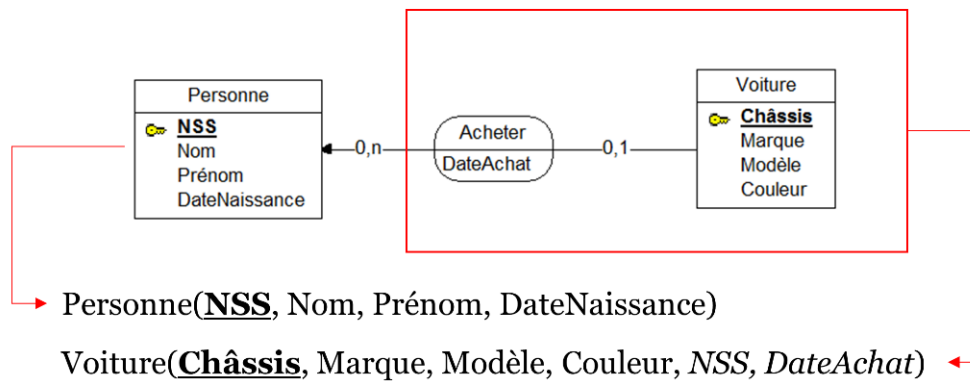 Personne
NSS
Nom
Prénom
DateNaissance
0,n
Acheter
DateAchat
0,1
Voiture
Châssis
Marque
Modèle
Couleur
Personne(NSS, Nom, Prénom, DateNaissance)
Voiture(Châssis, Marque, Modèle, Couleur, NSS, DateAchat)